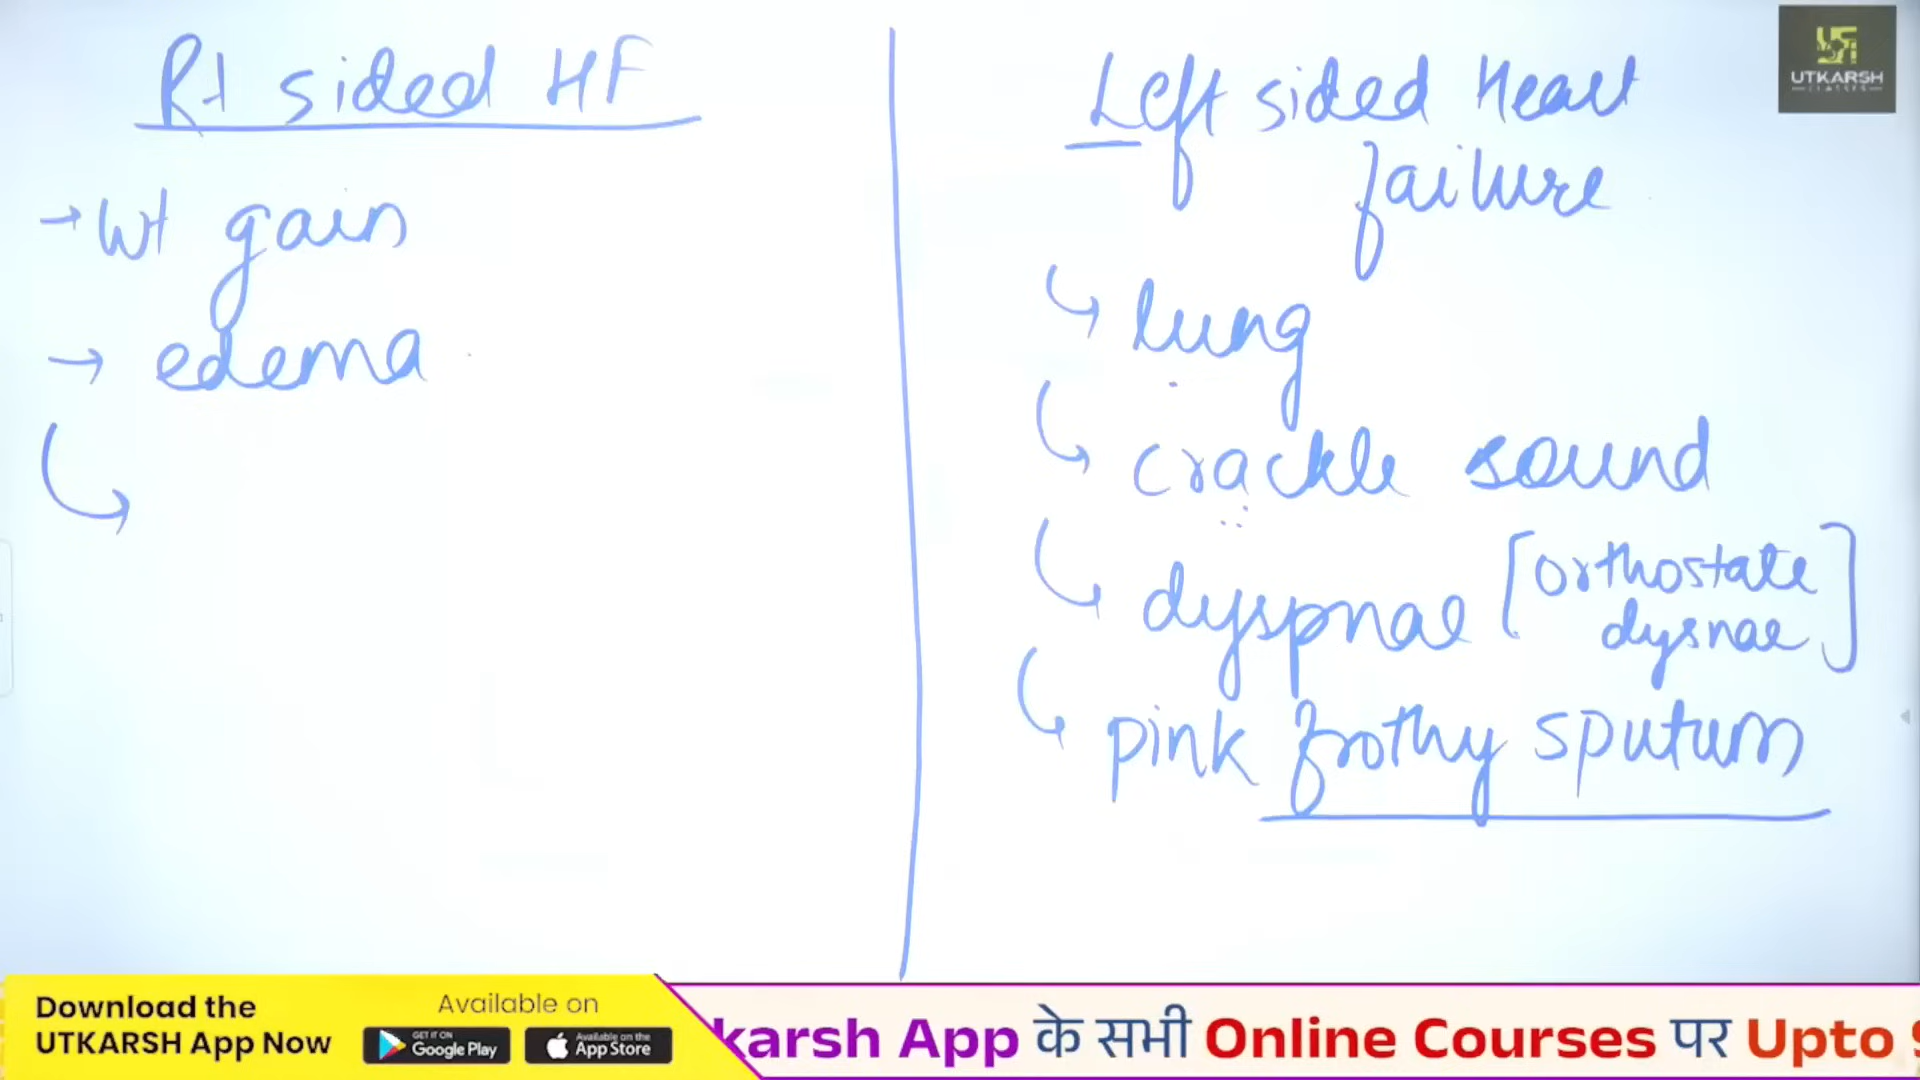 Rt sided HF
→ wt gain
→ edema
Left sided Heart
failure
lung
crackle sound
dyspnae [orthostate
dysnae]
pink frothy sputum
UTKARSH
CLASSES
Download the
UTKARSH App Now
Available on
GET IT ON
Google Play
Available on the
App Store
karsh App के सभी Online Courses पर Upto 9